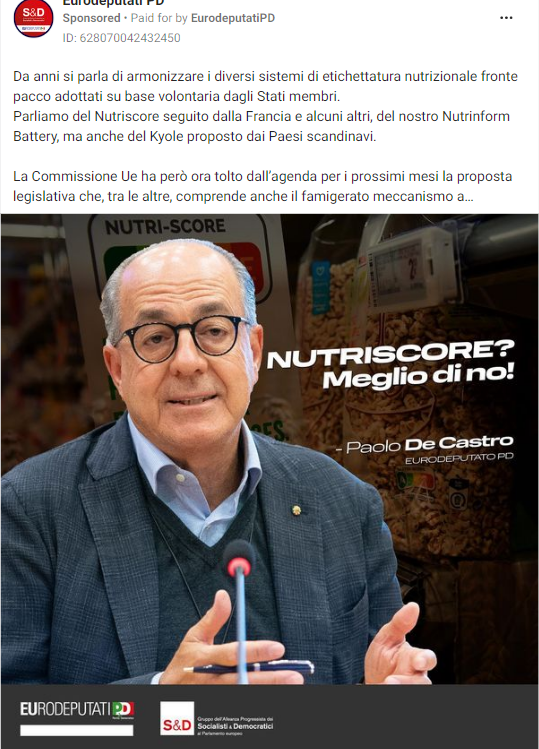 Eurodeputati PD
Sponsored • Paid for by EurodeputatiPD
ID: 628070042432450
Da anni si parla di armonizzare i diversi sistemi di etichettatura nutrizionale fronte
pacco adottati su base volontaria dagli Stati membri.
Parliamo del Nutriscore seguito dalla Francia e alcuni altri, del nostro Nutrinform
Battery, ma anche del Kyole proposto dai Paesi scandinavi.
La Commissione Ue ha però ora tolto dall’agenda per i prossimi mesi la proposta
legislativa che, tra le altre, comprende anche il famigerato meccanismo a…
NUTRI-SCORE
NUTRISCORE?
Meglio di no!
- Paolo De Castro
EURODEPUTATO PD
EURODEPUTATI PD
S&D
Gruppo dell'Alleanza Progressista dei
Socialisti & Democratici
al Parlamento europeo